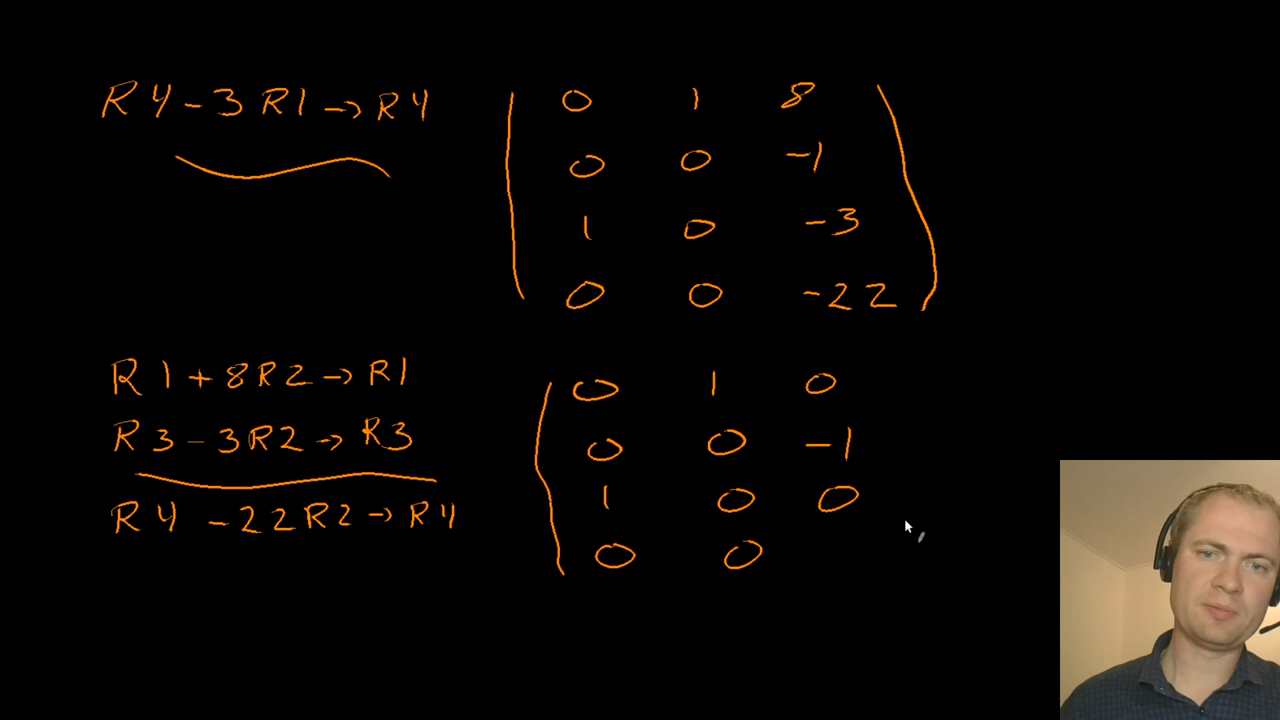 R4-3R1→R4
0 1 8
0 0 -1
1 0 -3
0 0 -22
R1+8R2→R1
R3-3R2→R3
R4-22R2→R4
0 1 0
0 0 -1
1 0 0
0 0